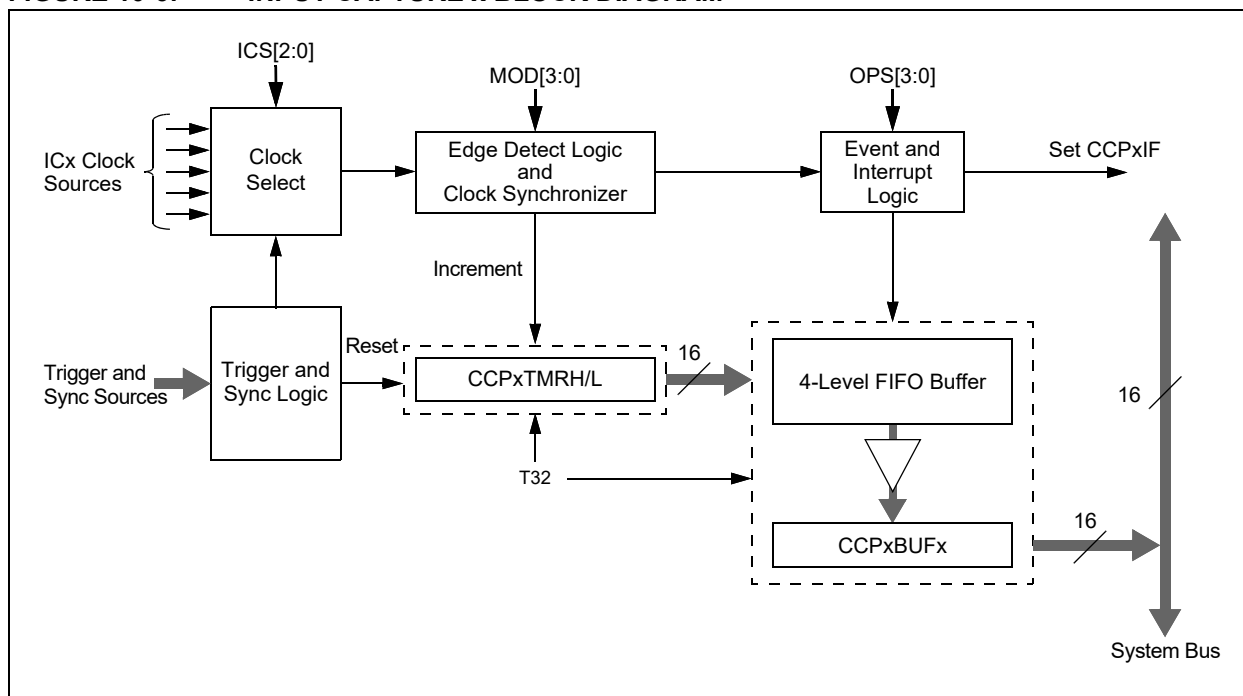 ICS[2:0]
MOD[3:0]
OPS[3:0]
ICx Clock
Sources
Clock
Select
Edge Detect Logic
and
Clock Synchronizer
Event and
Interrupt
Logic
Set CCPxIF
Increment
Trigger and
Sync Sources
Trigger and
Sync Logic
Reset
CCPxTMRH/L
16
4-Level FIFO Buffer
16
T32
CCPxBUFx
16
System Bus